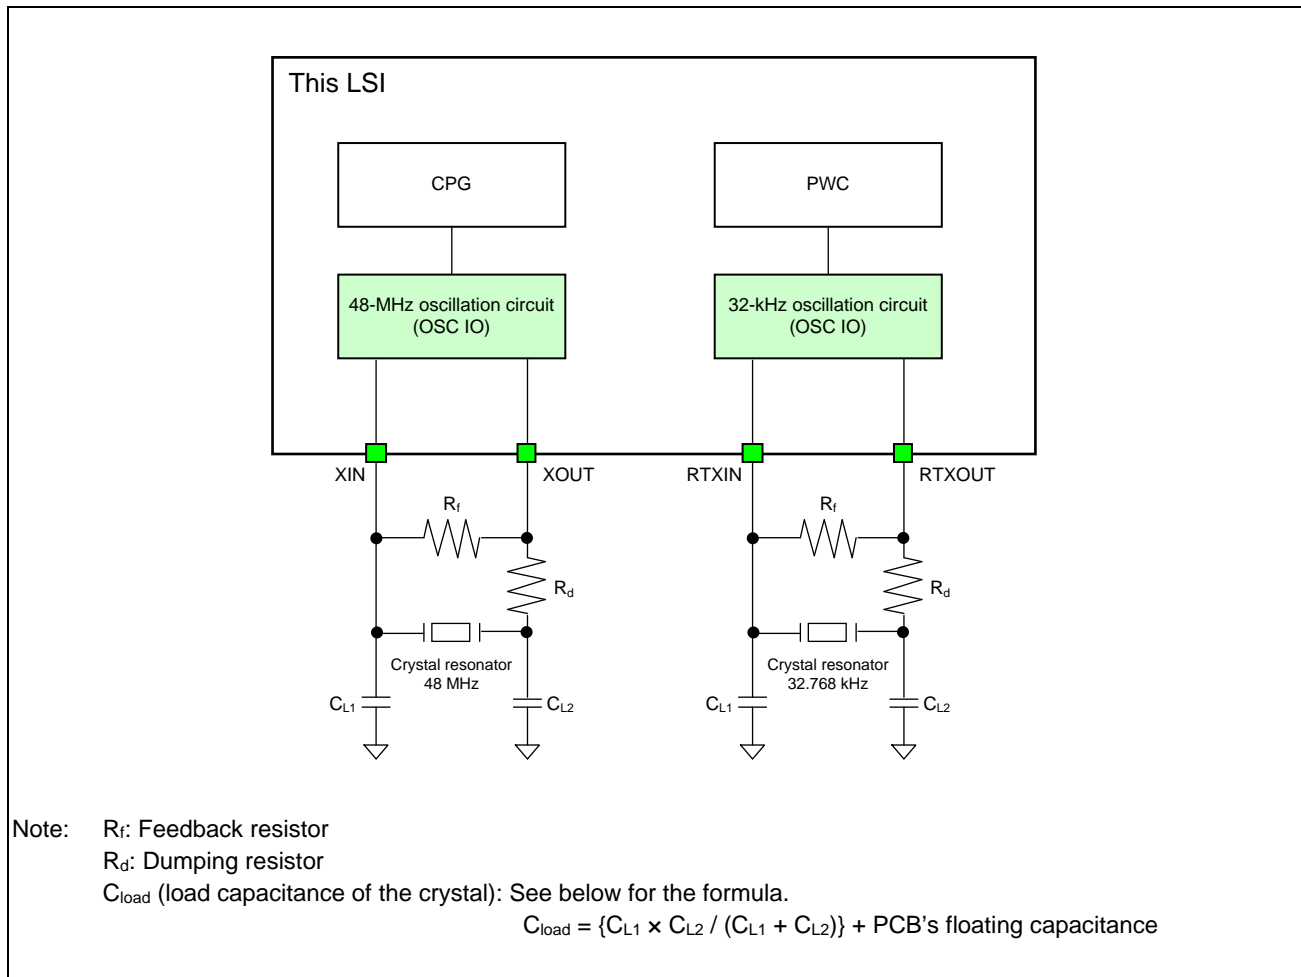 This LSI
CPG
PWC
48-MHz oscillation circuit
(OSC IO)
32-kHz oscillation circuit
(OSC IO)
XIN
XOUT
RTXIN
RTXOUT
Rf
Rf
Rd
Rd
Crystal resonator
48 MHz
Crystal resonator
32.768 kHz
CL1
CL2
CL1
CL2
Note: Rf: Feedback resistor
Rd: Dumping resistor
Cload (load capacitance of the crystal): See below for the formula.
Cload = {CL1 × CL2 / (CL1 + CL2)} + PCB's floating capacitance